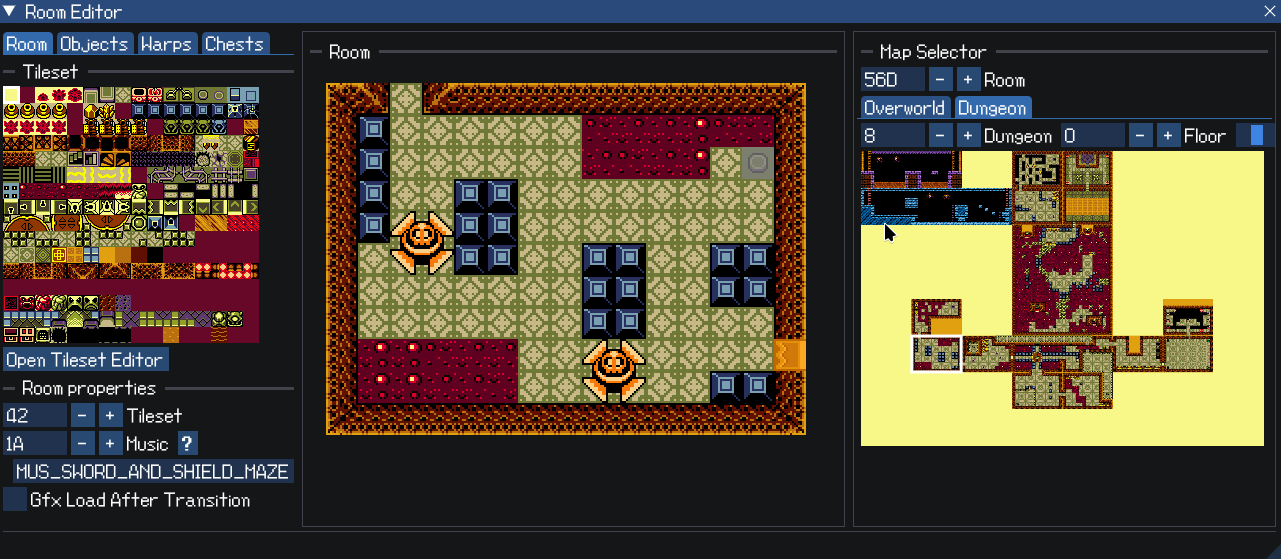 Room Editor
Room Objects Warps Chests
Tileset
Open Tileset Editor
Room properties
42 - + Tileset
1A - + Music ?
MUS_SWORD_AND_SHIELD_MAZE
Gfx Load After Transition
Room
Map Selector
56D - + Room
Overworld Dungeon
8 - + Dungeon 0 - + Floor